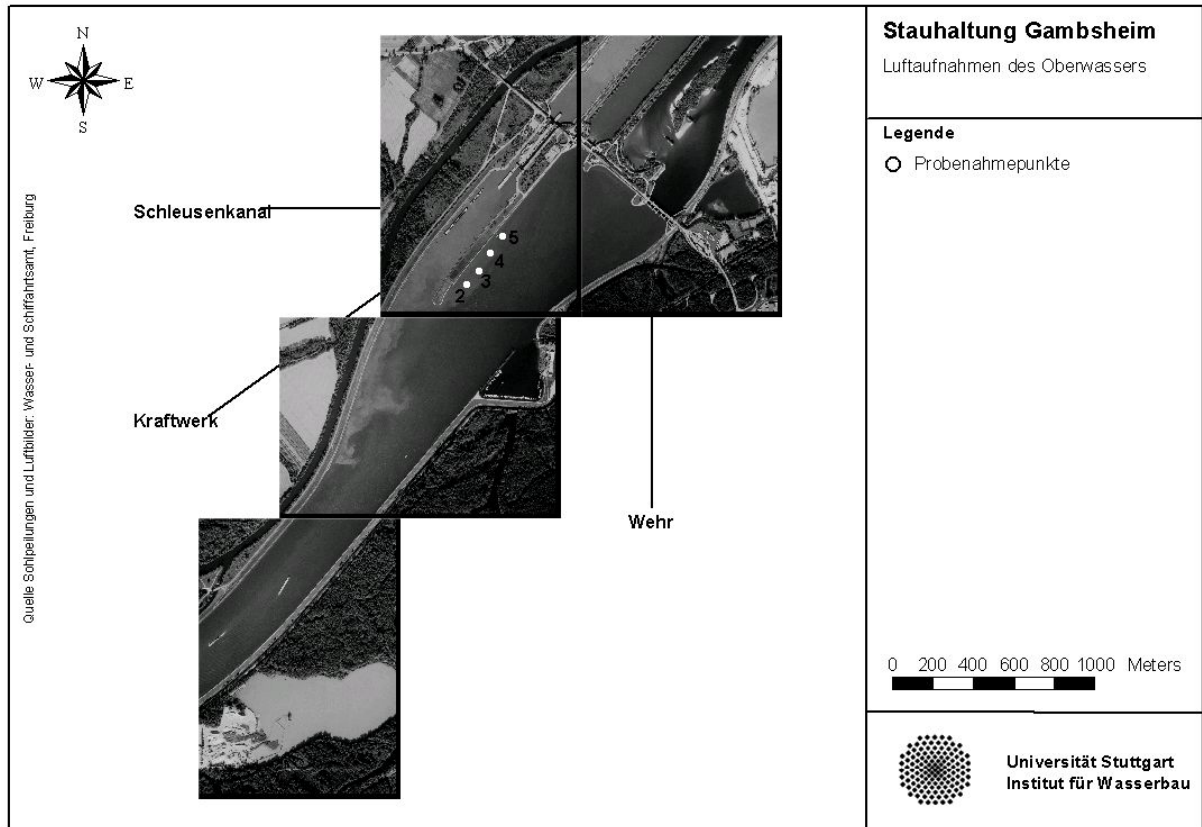 N
W
E
S
Quelle Sohlpeilungen und Luftbilder: Wasser- und Schiffahrtsamt, Freiburg
Schleusenkanal
Kraftwerk
Wehr
5
4
3
2
Stauhaltung Gambsheim
Luftaufnahmen des Oberwassers
Legende
Probenahmepunkte
0 200 400 600 800 1000 Meters
Universität Stuttgart
Institut für Wasserbau